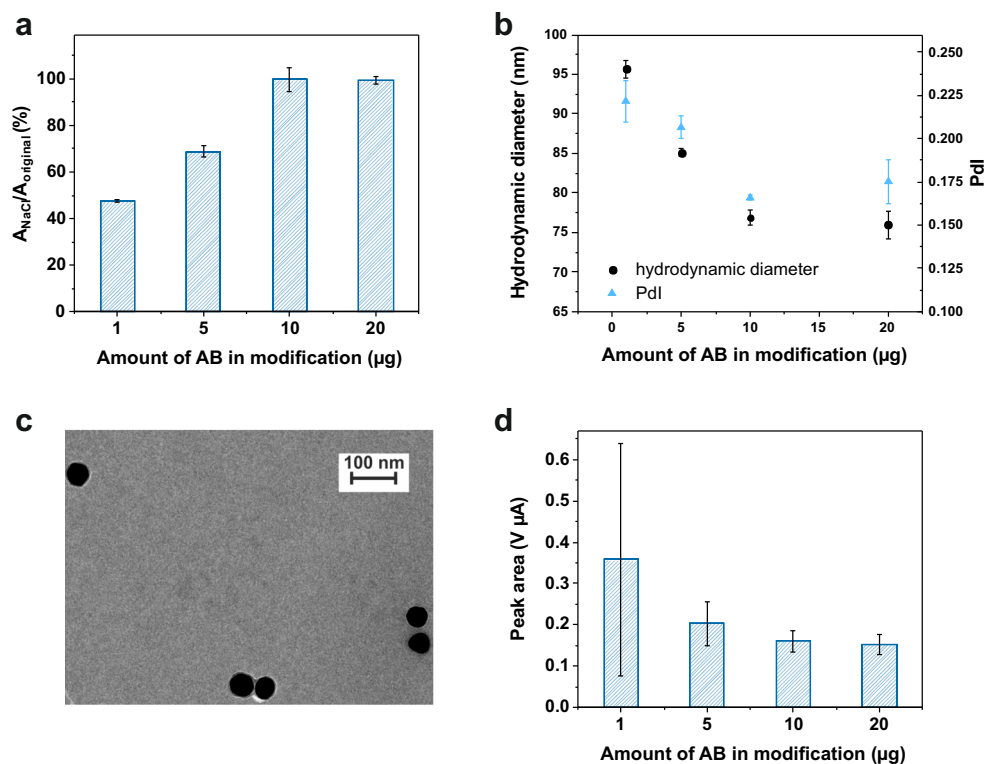 a
A_NaCl/A_original (%)
100
80
60
40
20
0
1 5 10 20
Amount of AB in modification (µg)
b
Hydrodynamic diameter (nm)
100
95
90
85
80
75
70
65
0 5 10 15 20
Amount of AB in modification (µg)
hydrodynamic diameter
PdI
0.250
0.225
0.200
0.175
0.150
0.125
0.100
PdI
c
100 nm
d
Peak area (V µA)
0.6
0.5
0.4
0.3
0.2
0.1
0.0
1 5 10 20
Amount of AB in modification (µg)